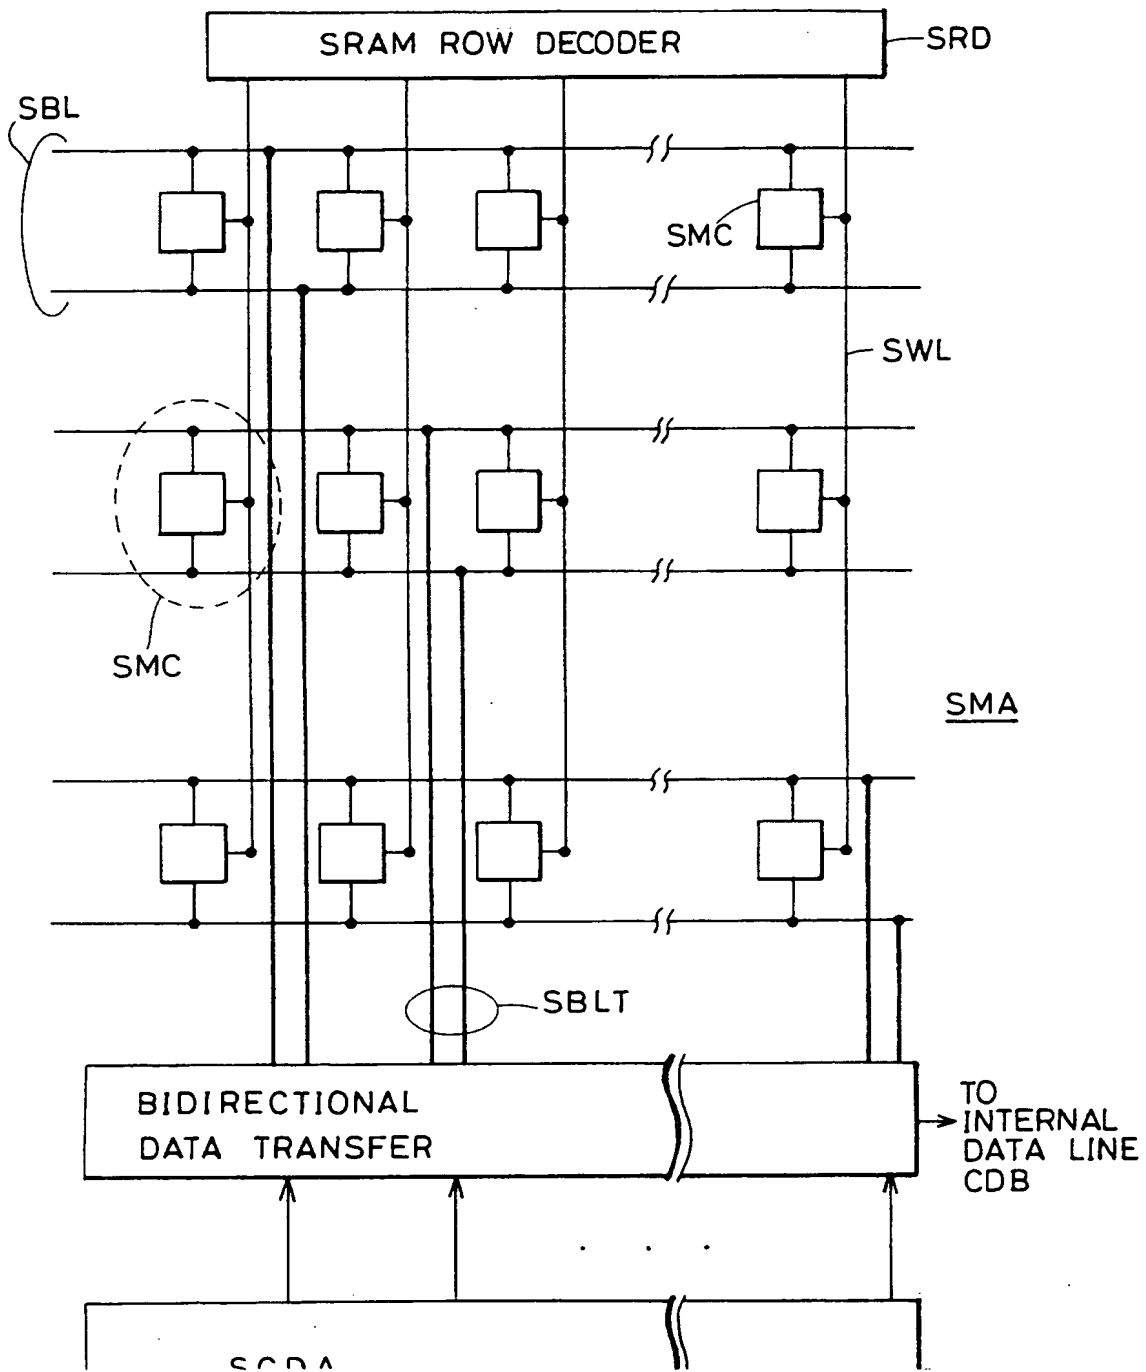 SRAM ROW DECODER
SRD
SBL
SMC
SWL
SMC
SMA
SBLT
BIDIRECTIONAL
DATA TRANSFER
TO
INTERNAL
DATA LINE
CDB